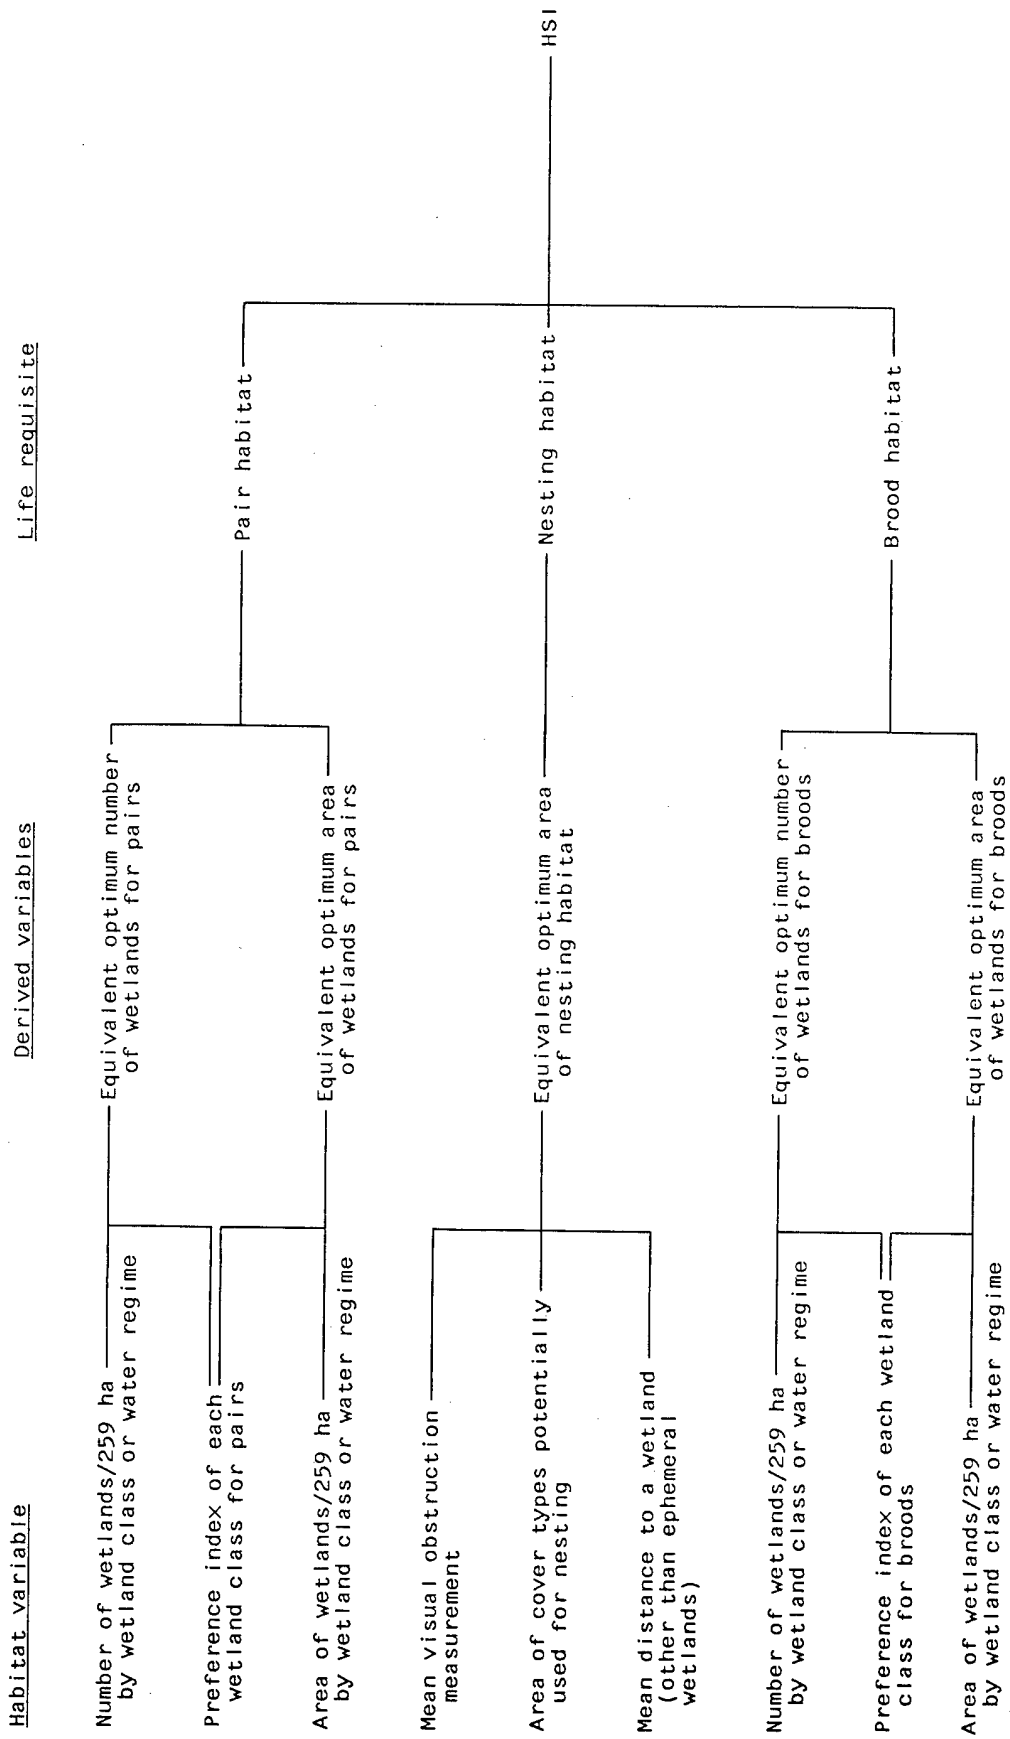 Habitat variable
Derived variables
Life requisite
Number of wetlands/259 ha
by wetland class or water regime
Preference index of each
wetland class for pairs
Area of wetlands/259 ha
by wetland class or water regime
Equivalent optimum number
of wetlands for pairs
Equivalent optimum area
of wetlands for pairs
Pair habitat
Mean visual obstruction
measurement
Area of cover types potentially
used for nesting
Mean distance to a wetland
(other than ephemeral
wetlands)
Equivalent optimum area
of nesting habitat
Nesting habitat
HSI
Number of wetlands/259 ha
by wetland class or water regime
Preference index of each wetland
class for broods
Area of wetlands/259 ha
by wetland class or water regime
Equivalent optimum number
of wetlands for broods
Equivalent optimum area
of wetlands for broods
Brood habitat